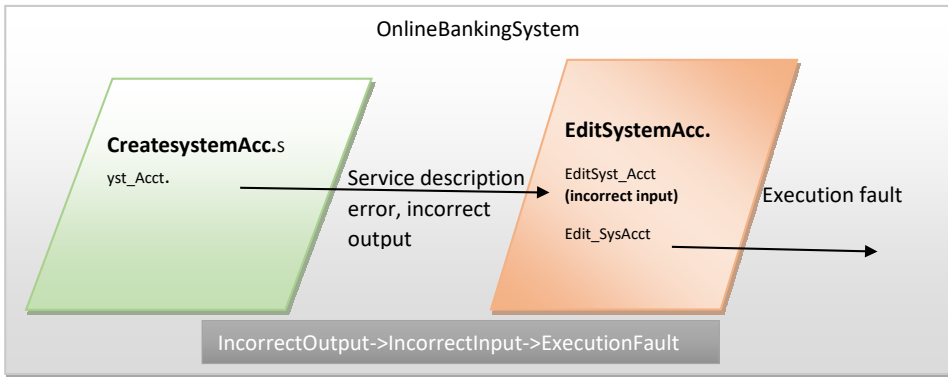 OnlineBankingSystem
CreatesystemAcc.s
yst_Acct.
Service description
error, incorrect
output
EditSystemAcc.
EditSyst_Acct
(incorrect input)
Edit_SysAcct
Execution fault
IncorrectOutput->IncorrectInput->ExecutionFault